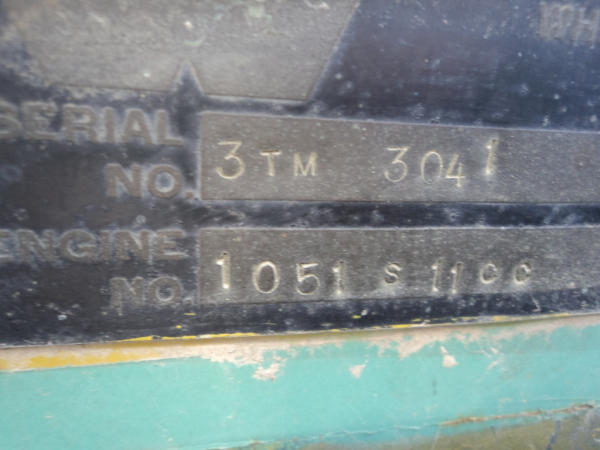 SERIAL
NO. 3TM 3041
ENGINE
NO. 1051 S 11CC